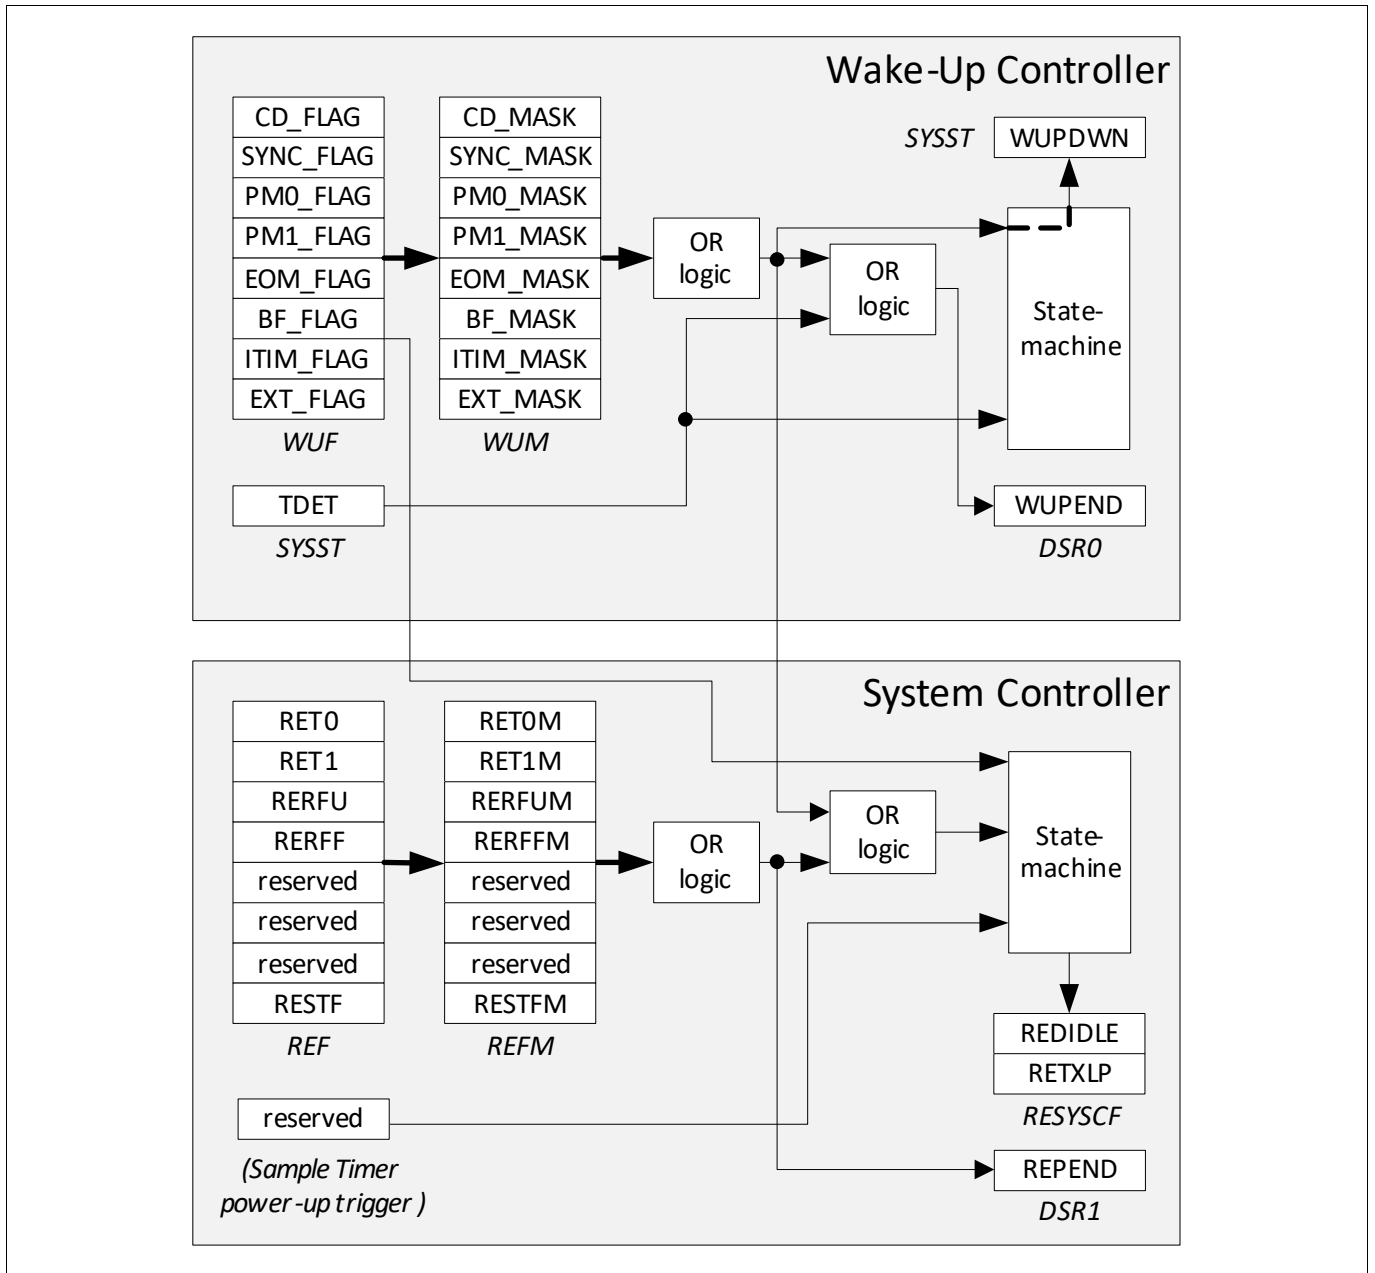 Wake-Up Controller
CD_FLAG
SYNC_FLAG
PM0_FLAG
PM1_FLAG
EOM_FLAG
BF_FLAG
ITIM_FLAG
EXT_FLAG
WUF
CD_MASK
SYNC_MASK
PM0_MASK
PM1_MASK
EOM_MASK
BF_MASK
ITIM_MASK
EXT_MASK
WUM
OR
logic
OR
logic
SYSST
WUPDWN
State-
machine
TDET
SYSST
WUPEND
DSR0
System Controller
RET0
RET1
RERFU
RERFF
reserved
reserved
reserved
RESTF
REF
RET0M
RET1M
RERFUM
RERFFM
reserved
reserved
reserved
RESTFM
REFM
OR
logic
OR
logic
State-
machine
REDIDLE
RETXLP
RESYSCF
reserved
(Sample Timer
power-up trigger )
REPEND
DSR1